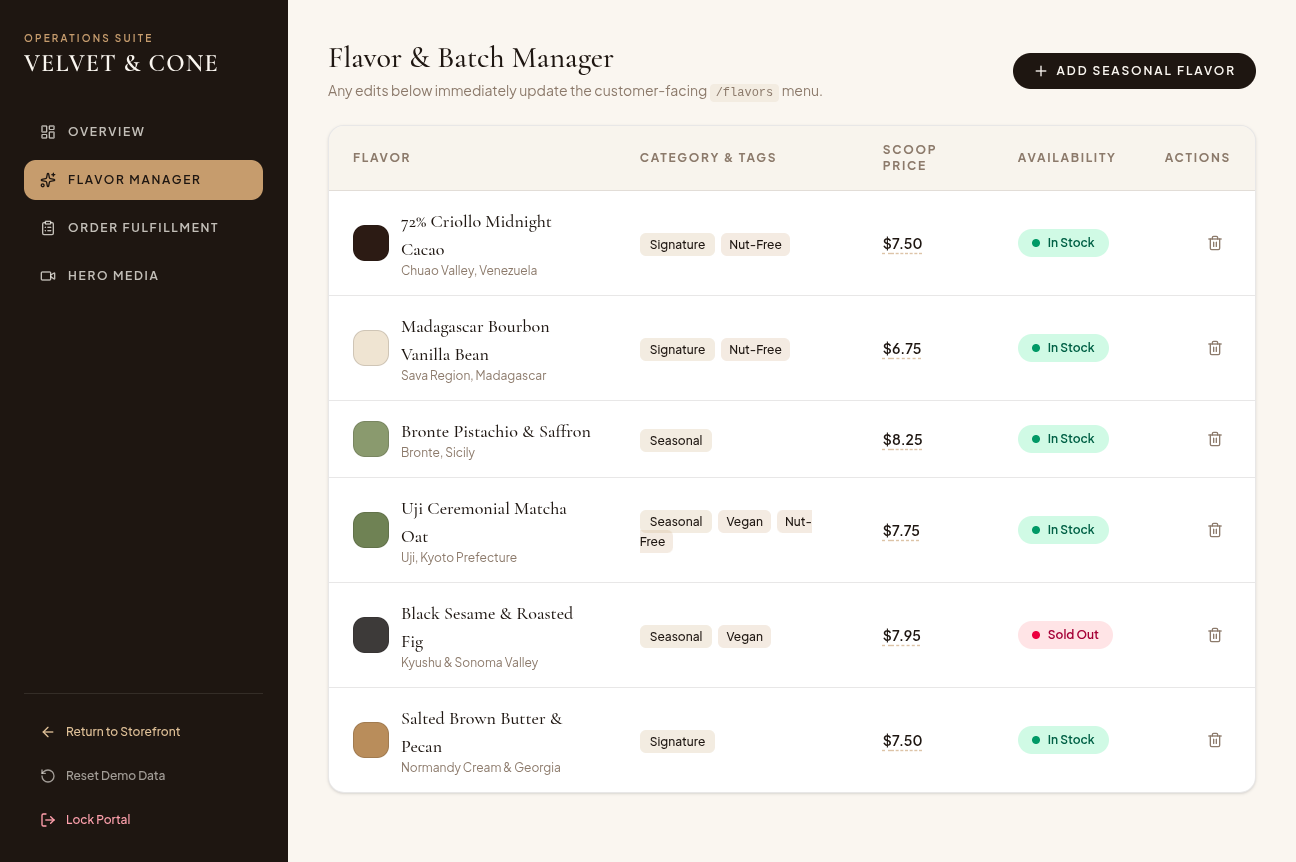 OPERATIONS SUITE
VELVET & CONE
OVERVIEW
FLAVOR MANAGER
ORDER FULFILLMENT
HERO MEDIA
Return to Storefront
Reset Demo Data
Lock Portal
Flavor & Batch Manager
Any edits below immediately update the customer-facing /flavors menu.
ADD SEASONAL FLAVOR
FLAVOR CATEGORY & TAGS SCOOP PRICE AVAILABILITY ACTIONS
72% Criollo Midnight
Cacao
Chuao Valley, Venezuela
Signature Nut-Free $7.50 In Stock
Madagascar Bourbon
Vanilla Bean
Sava Region, Madagascar
Signature Nut-Free $6.75 In Stock
Bronte Pistachio & Saffron
Bronte, Sicily
Seasonal $8.25 In Stock
Uji Ceremonial Matcha
Oat
Uji, Kyoto Prefecture
Seasonal Vegan Nut-
Free
$7.75 In Stock
Black Sesame & Roasted
Fig
Kyushu & Sonoma Valley
Seasonal Vegan $7.95 Sold Out
Salted Brown Butter &
Pecan
Normandy Cream & Georgia
Signature $7.50 In Stock